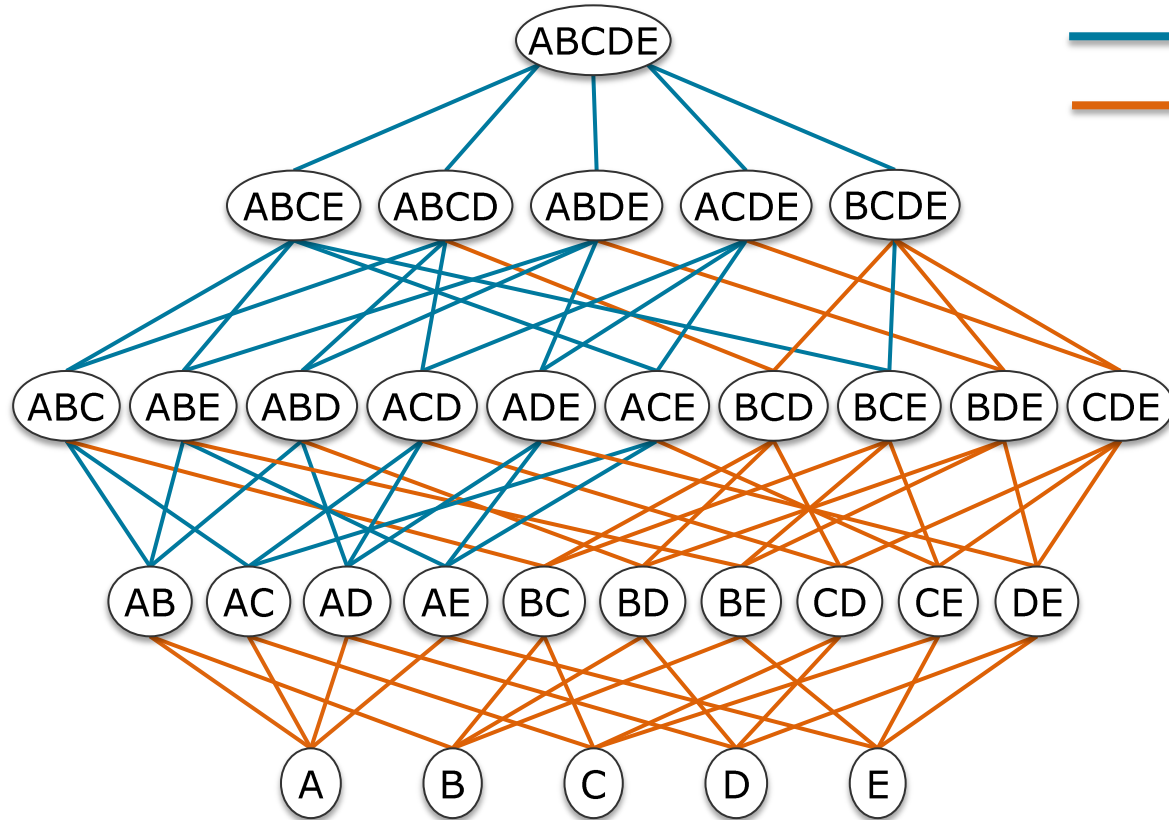 ABCDE
ABCE ABCD ABDE ACDE BCDE
ABC ABE ABD ACD ADE ACE BCD BCE BDE CDE
AB AC AD AE BC BD BE CD CE DE
A B C D E